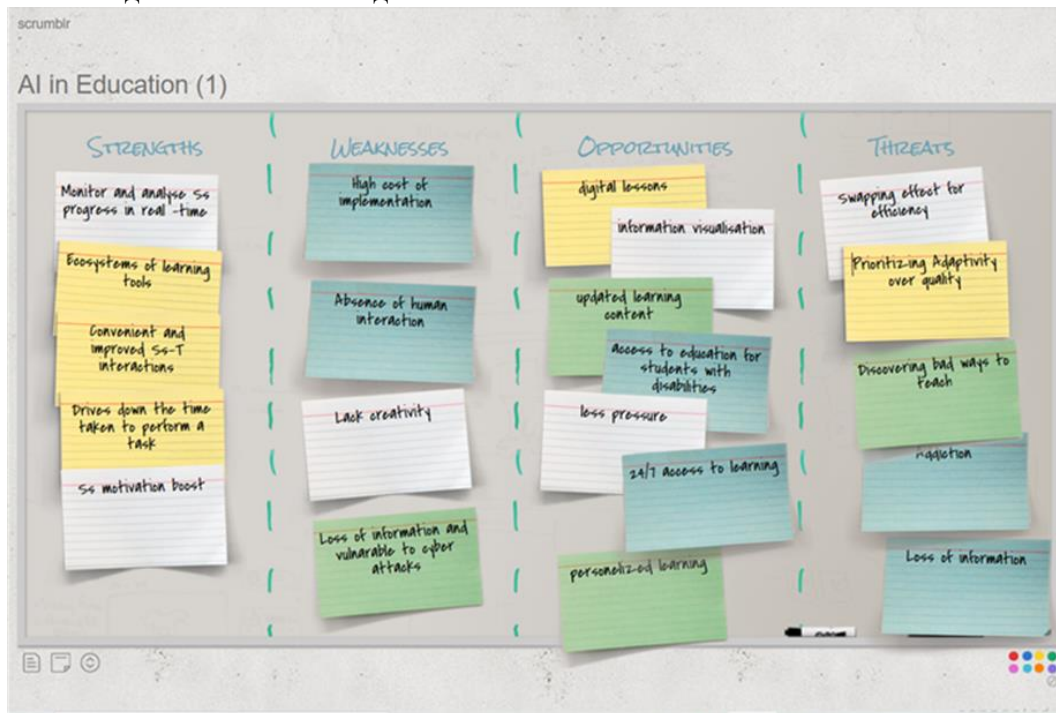 scrumblr
AI in Education (1)
STRENGTHS
Monitor and analyse Ss
progress in real -time
Ecosystems of learning
tools
Convenient and
improved Ss-T
interactions
Drives down the time
taken to perform a
task
Ss motivation boost
WEAKNESSES
High cost of
implementation
Absence of human
interaction
Lack creativity
Loss of information and
vulnarable to cyber
attacks
OPPORTUNITIES
digital lessons
information visualisation
updated learning
content
access to education for
students with
disabilities
less pressure
24/7 access to learning
personelized learning
THREATS
Swapping effect for
efficiency
Prioritizing Adaptivity
over quality
Discovering bad ways to
teach
Addiction
Loss of information